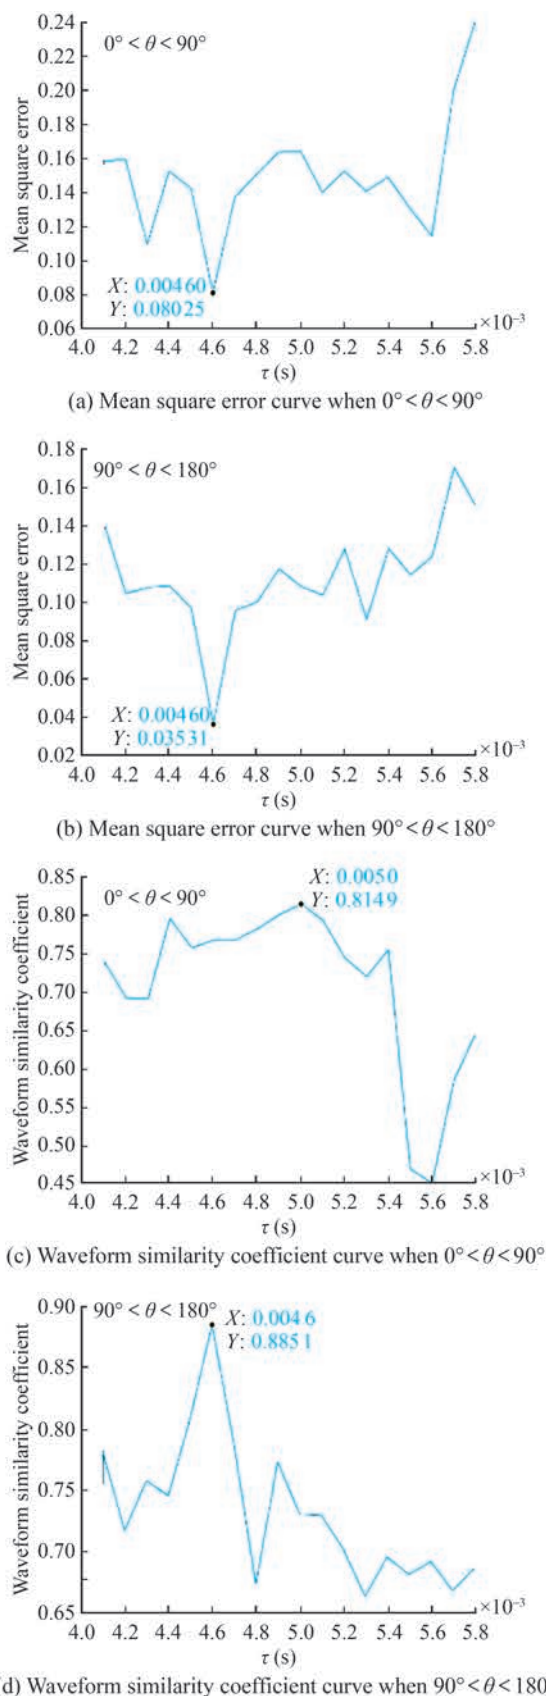 0.24
0° < θ < 90°
0.22
0.20
0.18
0.16
0.14
0.12
0.10
X: 0.00460
0.08
Y: 0.08025
0.06
×10⁻³
4.0 4.2 4.4 4.6 4.8 5.0 5.2 5.4 5.6 5.8
τ (s)
Mean square error
(a) Mean square error curve when 0° < θ < 90°
0.18
90° < θ < 180°
0.16
0.14
0.12
0.10
0.08
0.06
X: 0.00460
0.04
Y: 0.03531
0.02
×10⁻³
4.0 4.2 4.4 4.6 4.8 5.0 5.2 5.4 5.6 5.8
τ (s)
Mean square error
(b) Mean square error curve when 90° < θ < 180°
0.85
X: 0.0050
0° < θ < 90°
Y: 0.8149
0.80
0.75
0.70
0.65
0.60
0.55
0.50
0.45
×10⁻³
4.0 4.2 4.4 4.6 4.8 5.0 5.2 5.4 5.6 5.8
τ (s)
Waveform similarity coefficient
(c) Waveform similarity coefficient curve when 0° < θ < 90°
0.90
90° < θ < 180°
X: 0.0046
Y: 0.8851
0.85
0.80
0.75
0.70
0.65
×10⁻³
4.0 4.2 4.4 4.6 4.8 5.0 5.2 5.4 5.6 5.8
τ (s)
Waveform similarity coefficient
d) Waveform similarity coefficient curve when 90° < θ < 180